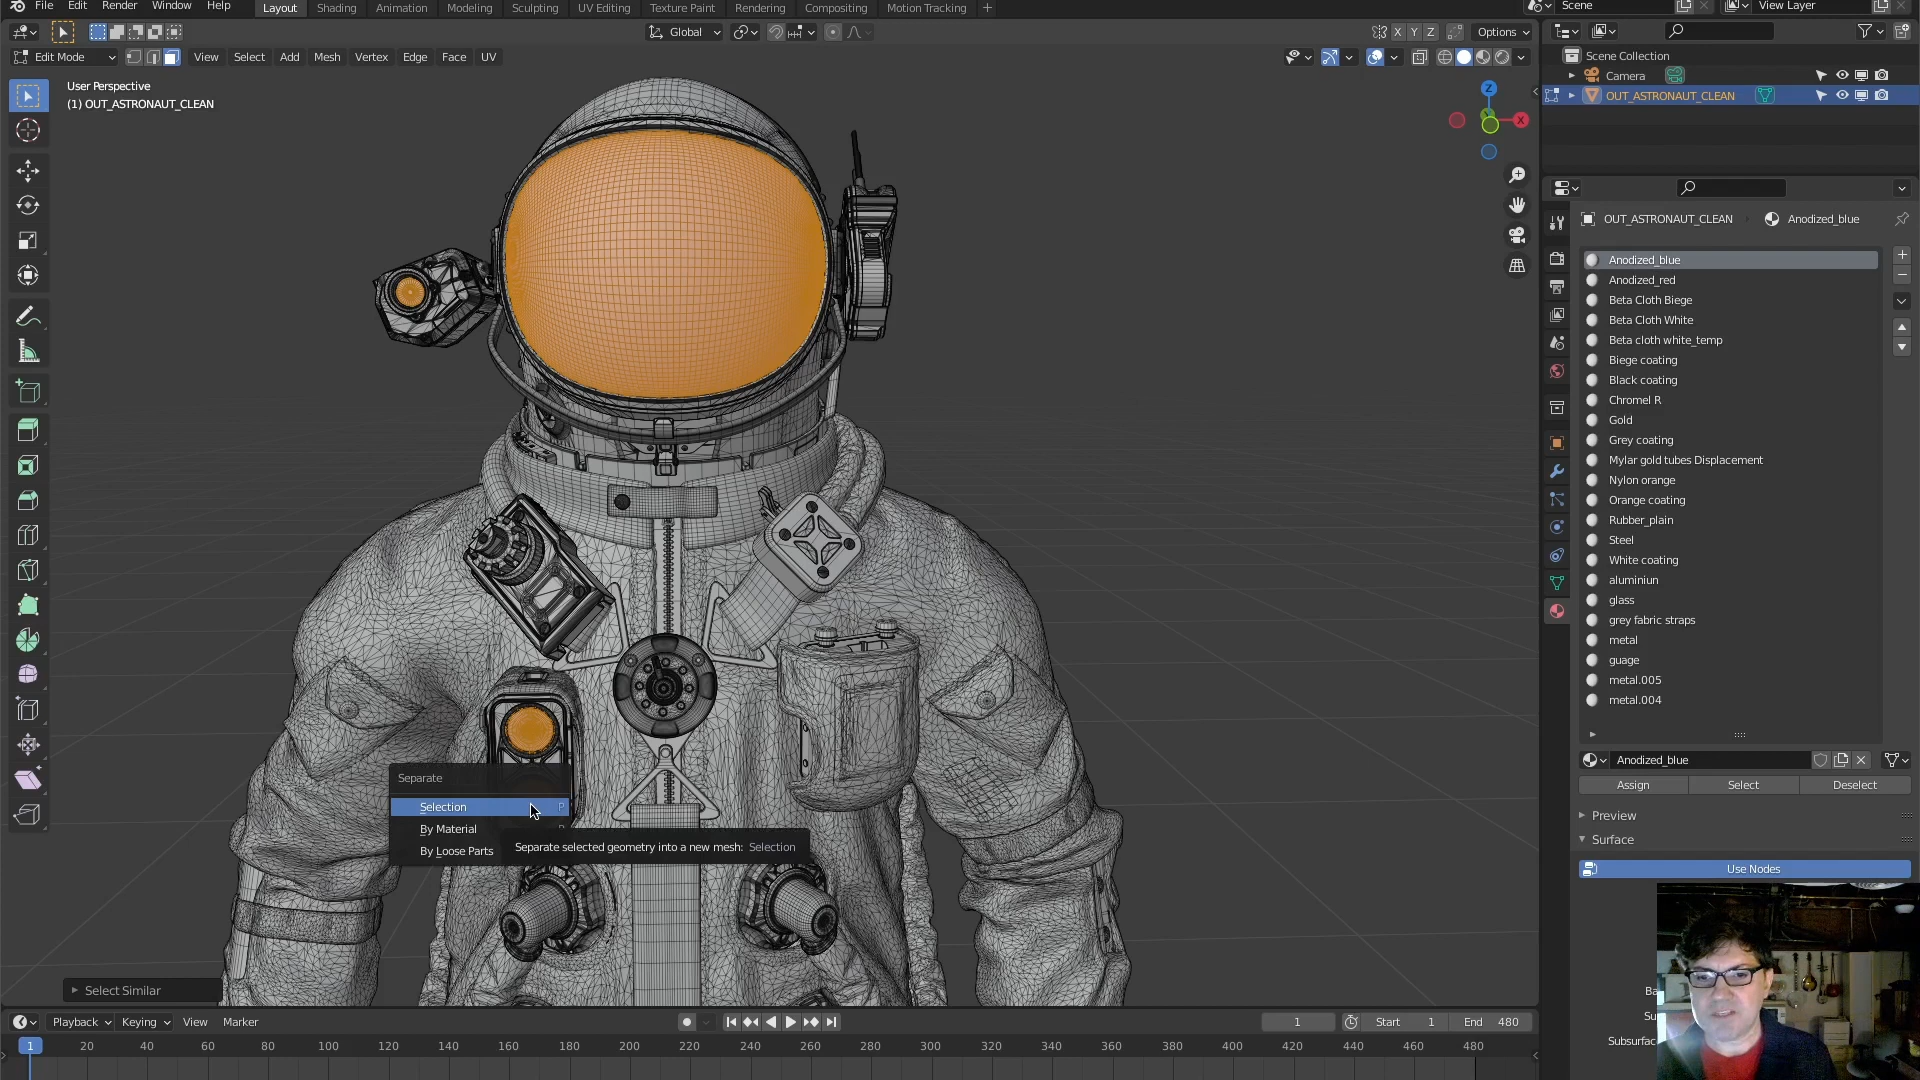 File Edit Render Window Help Layout Shading Animation Modeling Sculpting UV Editing Texture Paint Rendering Compositing Motion Tracking + Scene View Layer
Global X Y Z Options
Edit Mode View Select Add Mesh Vertex Edge Face UV
User Perspective
(1) OUT_ASTRONAUT_CLEAN
Z
X
Scene Collection
Camera
OUT_ASTRONAUT_CLEAN
OUT_ASTRONAUT_CLEAN Anodized_blue
Anodized_blue
Anodized_red
Beta Cloth Biege
Beta Cloth White
Beta cloth white_temp
Biege coating
Black coating
Chromel R
Gold
Grey coating
Mylar gold tubes Displacement
Nylon orange
Orange coating
Rubber_plain
Steel
White coating
aluminiun
glass
grey fabric straps
metal
guage
metal.005
metal.004
Anodized_blue
Assign Select Deselect
Preview
Surface
Use Nodes
Ba
Su
Subsurfac
Separate
Selection P
By Material P
By Loose Parts
Separate selected geometry into a new mesh: Selection
Select Similar
Playback Keying View Marker 1 Start 1 End 480
1 20 40 60 80 100 120 140 160 180 200 220 240 260 280 300 320 340 360 380 400 420 440 460 480